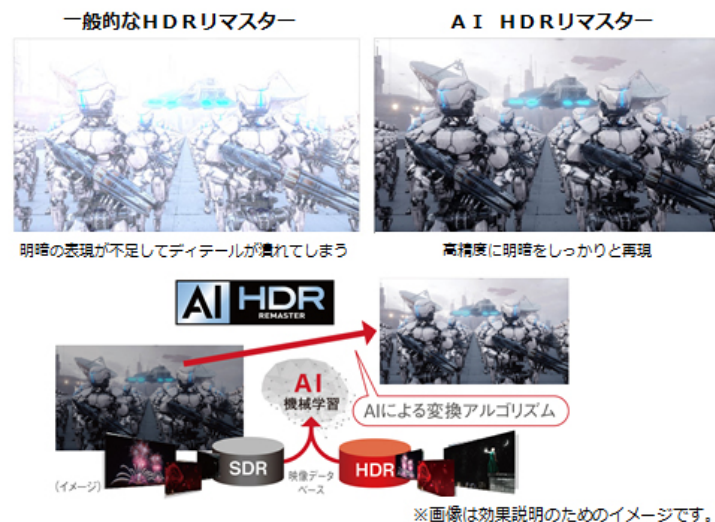 一般的なHDRリマスター
AI HDRリマスター
明暗の表現が不足してディテールが潰れてしまう
高精度に明暗をしっかりと再現
AI HDR
REMASTER
AI
機械学習
AIによる変換アルゴリズム
SDR
HDR
映像データ
ベース
(イメージ)
※画像は効果説明のためのイメージです。